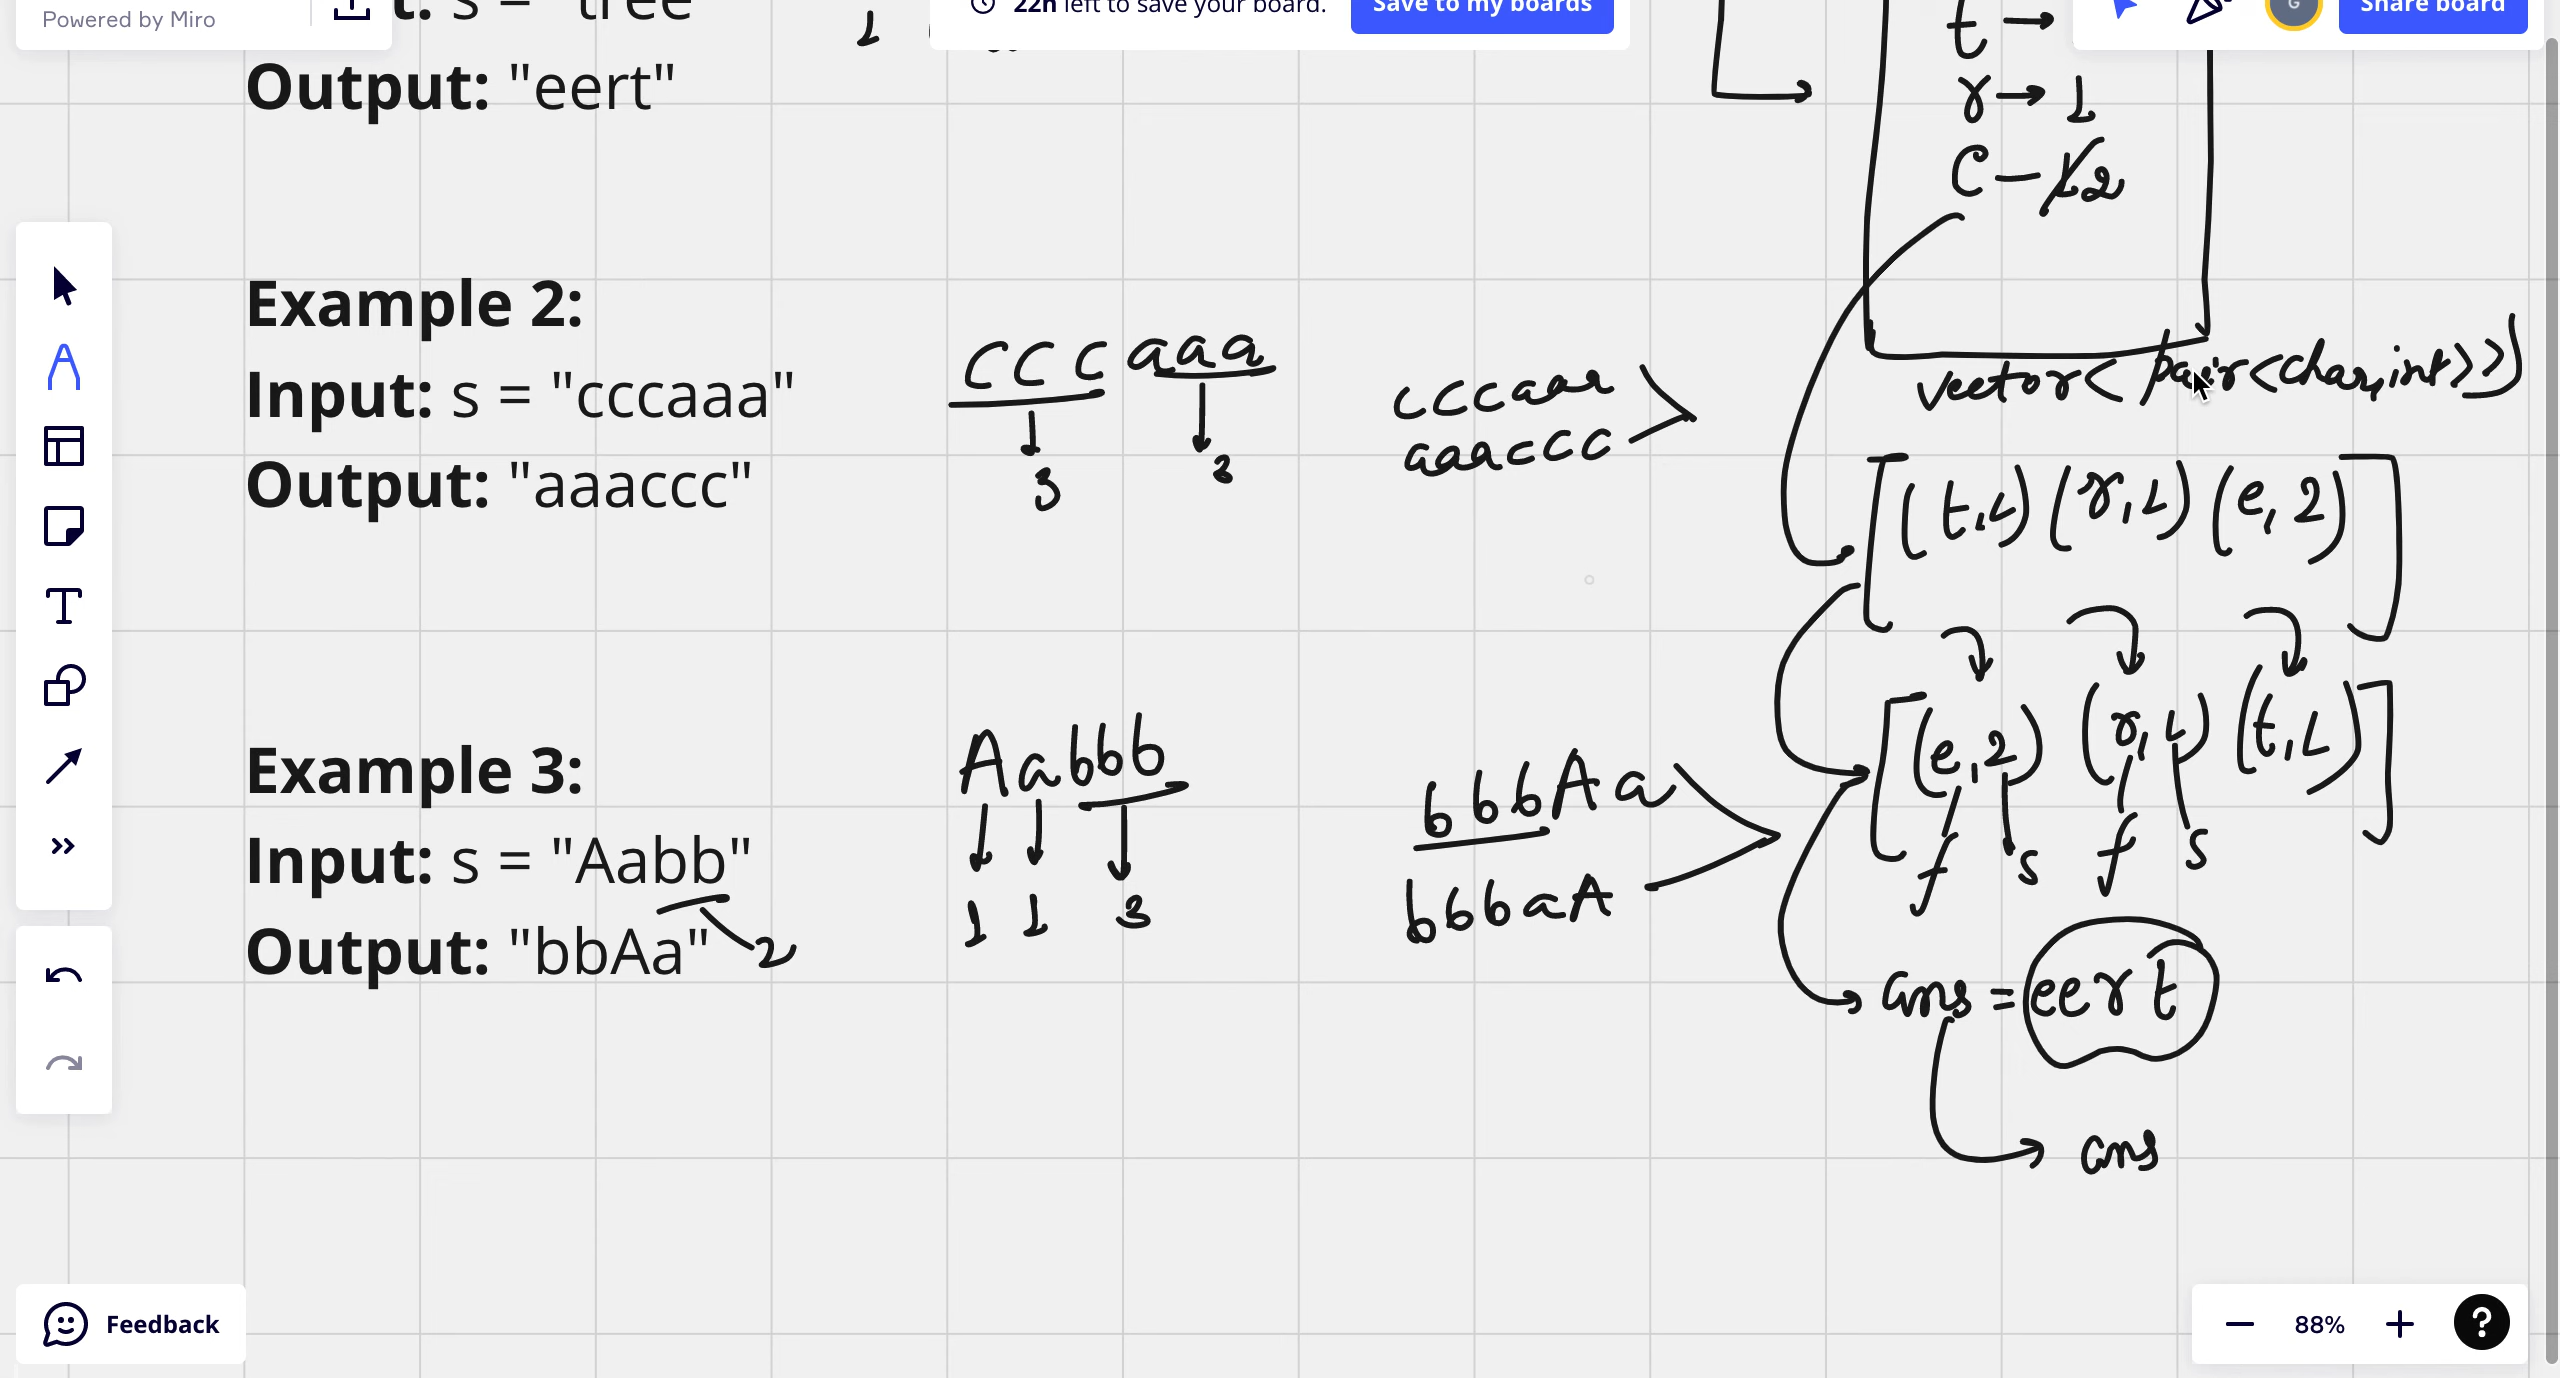 Powered by Miro
t: s = "tree
22h left to save your board.
Save to my boards
Share board
G
Output: "eert"
1
t →
r → 1
c - 1 2
Example 2:
Input: s = "cccaaa"
Output: "aaaccc"
c c c a a a
3 3
cccaaa
aaaccc
vector<pair<char,int>>)
[(t,1) (r,1) (e,2)]
[(e,2) (r,1) (t,1)]
f s f s
ans = eert
ans
Example 3:
Input: s = "Aabb"
Output: "bbAa"
2
Aabbb
1 1 3
bbbAa
bbbaA
Feedback
88%